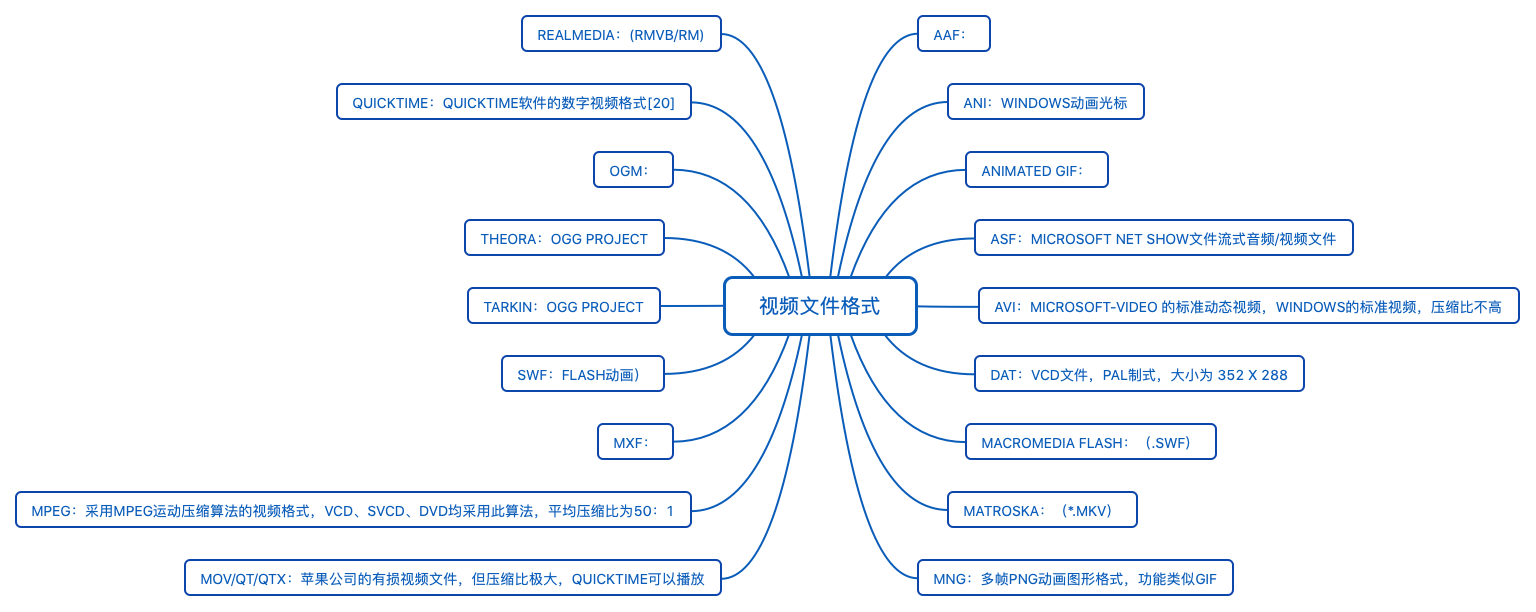 视频文件格式
AAF：
ANI：WINDOWS动画光标
ANIMATED GIF：
ASF：MICROSOFT NET SHOW文件流式音频/视频文件
AVI：MICROSOFT-VIDEO 的标准动态视频，WINDOWS的标准视频，压缩比不高
DAT：VCD文件，PAL制式，大小为 352 X 288
MACROMEDIA FLASH：（.SWF）
MATROSKA：（*.MKV）
MNG：多帧PNG动画图形格式，功能类似GIF
REALMEDIA：(RMVB/RM)
QUICKTIME：QUICKTIME软件的数字视频格式[20]
OGM：
THEORA：OGG PROJECT
TARKIN：OGG PROJECT
SWF：FLASH动画）
MXF：
MPEG：采用MPEG运动压缩算法的视频格式，VCD、SVCD、DVD均采用此算法，平均压缩比为50：1
MOV/QT/QTX：苹果公司的有损视频文件，但压缩比极大，QUICKTIME可以播放